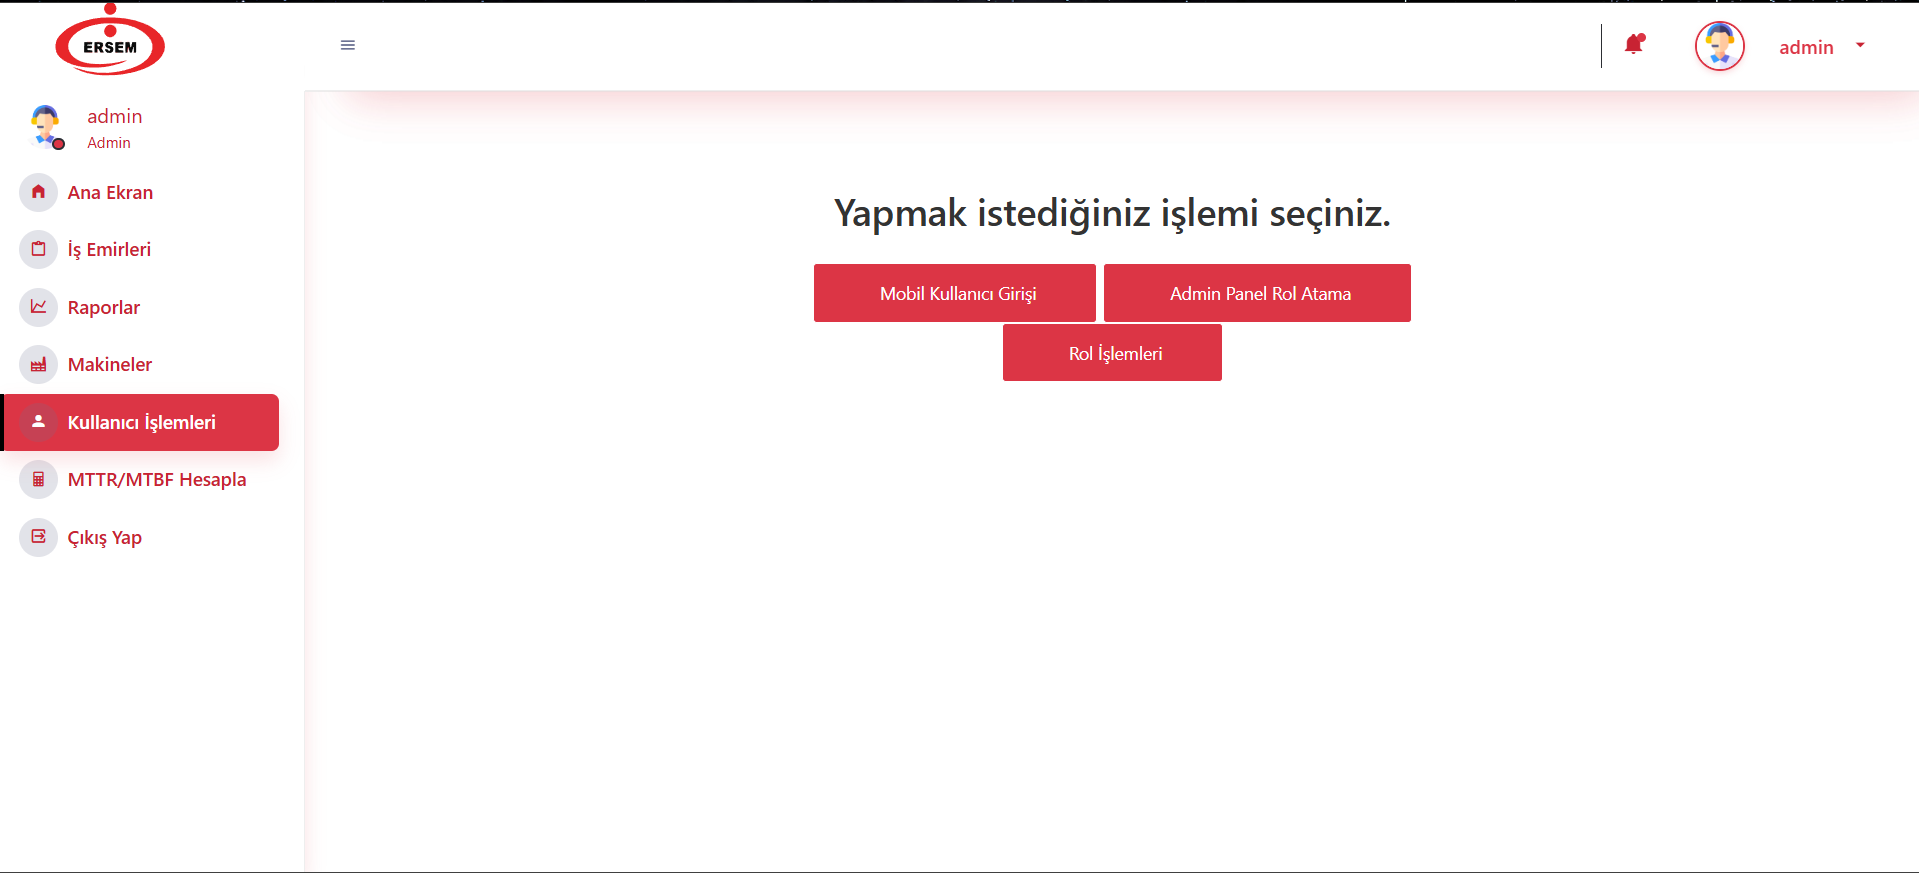 ERSEM
admin
admin
Admin
Ana Ekran
İş Emirleri
Raporlar
Makineler
Kullanıcı İşlemleri
MTTR/MTBF Hesapla
Çıkış Yap
Yapmak istediğiniz işlemi seçiniz.
Mobil Kullanıcı Girişi
Admin Panel Rol Atama
Rol İşlemleri